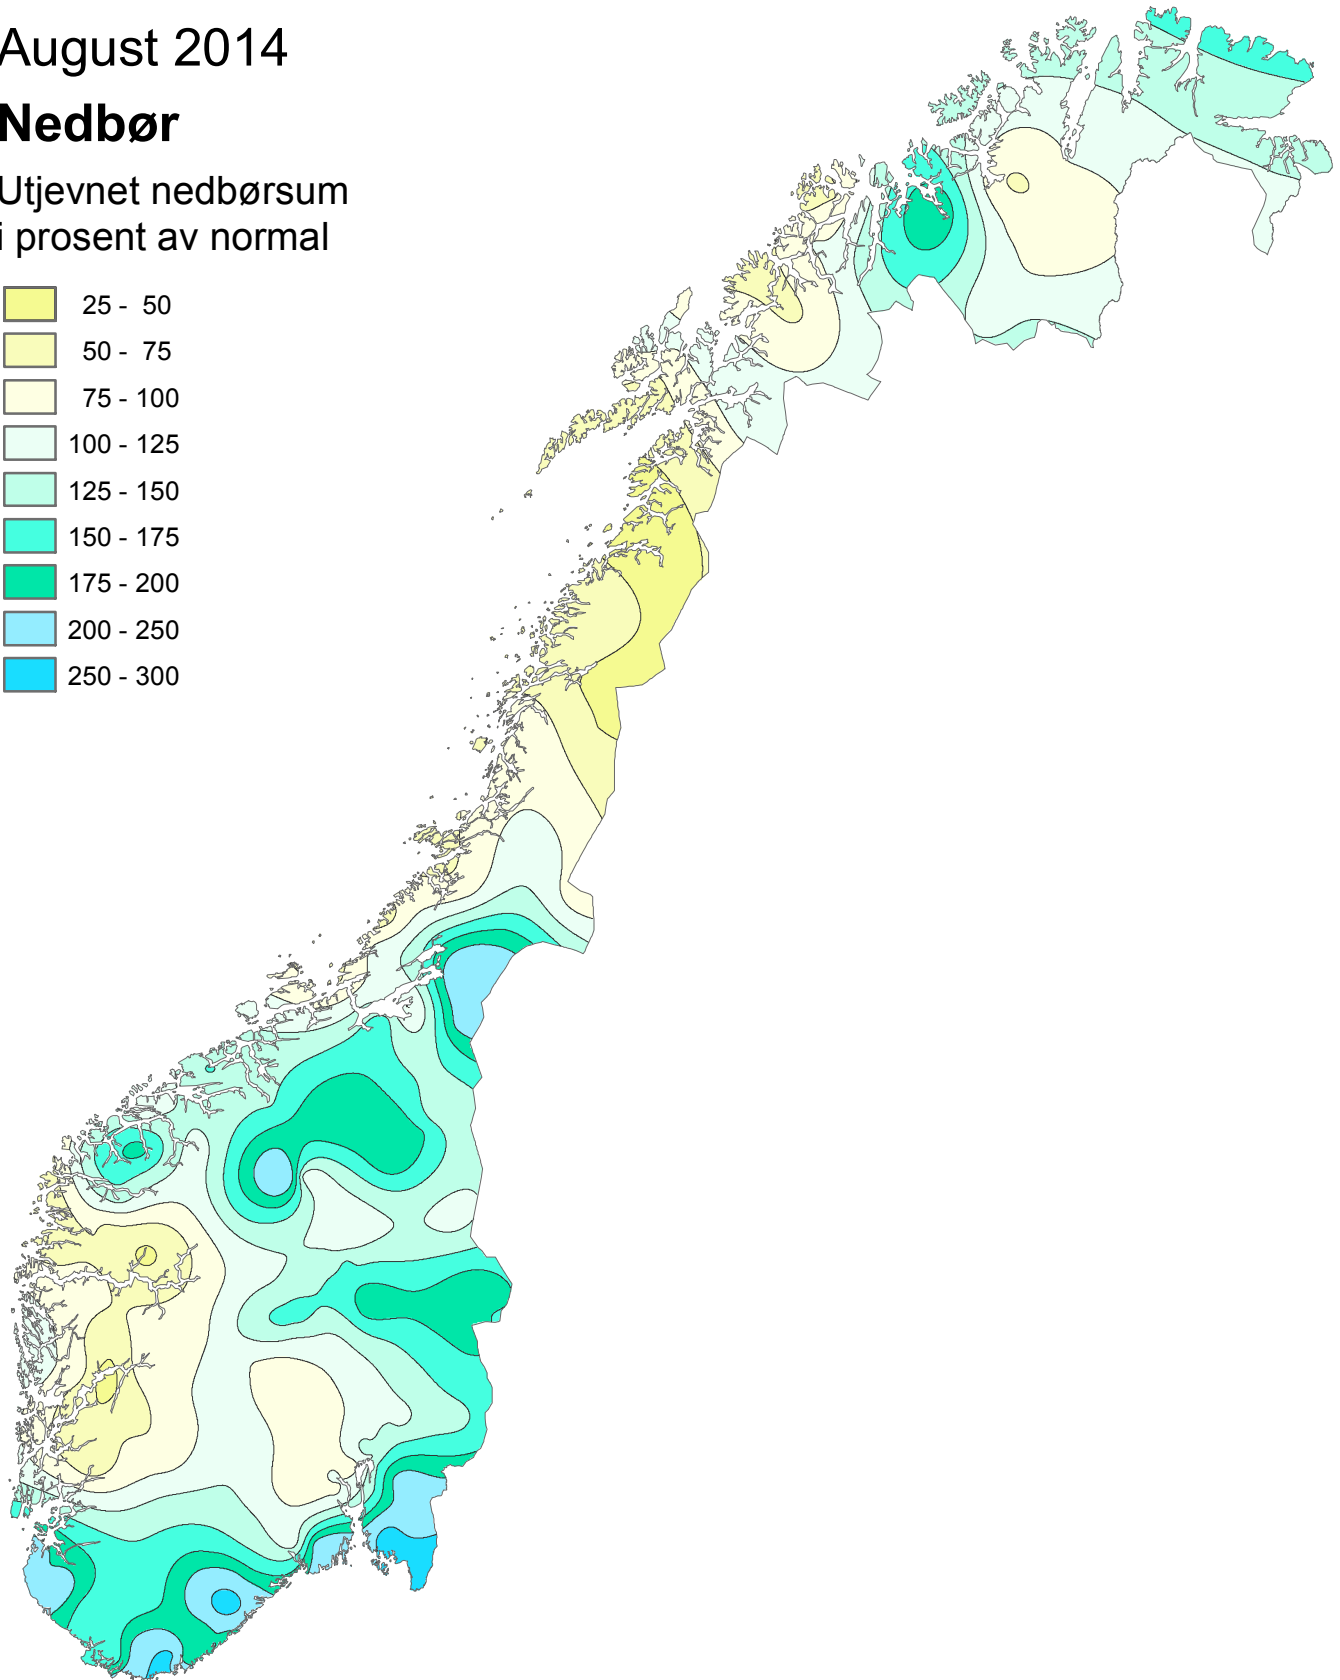 August 2014
Nedbør
Utjevnet nedbørsum
i prosent av normal
25 - 50
50 - 75
75 - 100
100 - 125
125 - 150
150 - 175
175 - 200
200 - 250
250 - 300